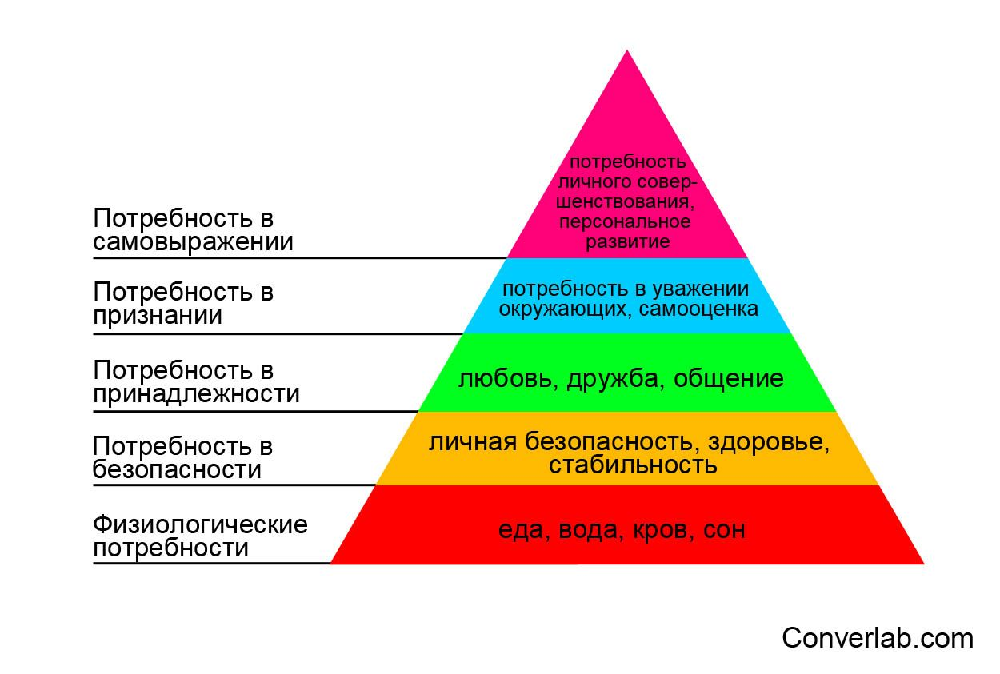 потребность
личного совер-
шенствования,
персональное
развитие
Потребность в
самовыражении
потребность в уважении
окружающих, самооценка
Потребность в
признании
любовь, дружба, общение
Потребность в
принадлежности
личная безопасность, здоровье,
стабильность
Потребность в
безопасности
еда, вода, кров, сон
Физиологические
потребности
Converlab.com